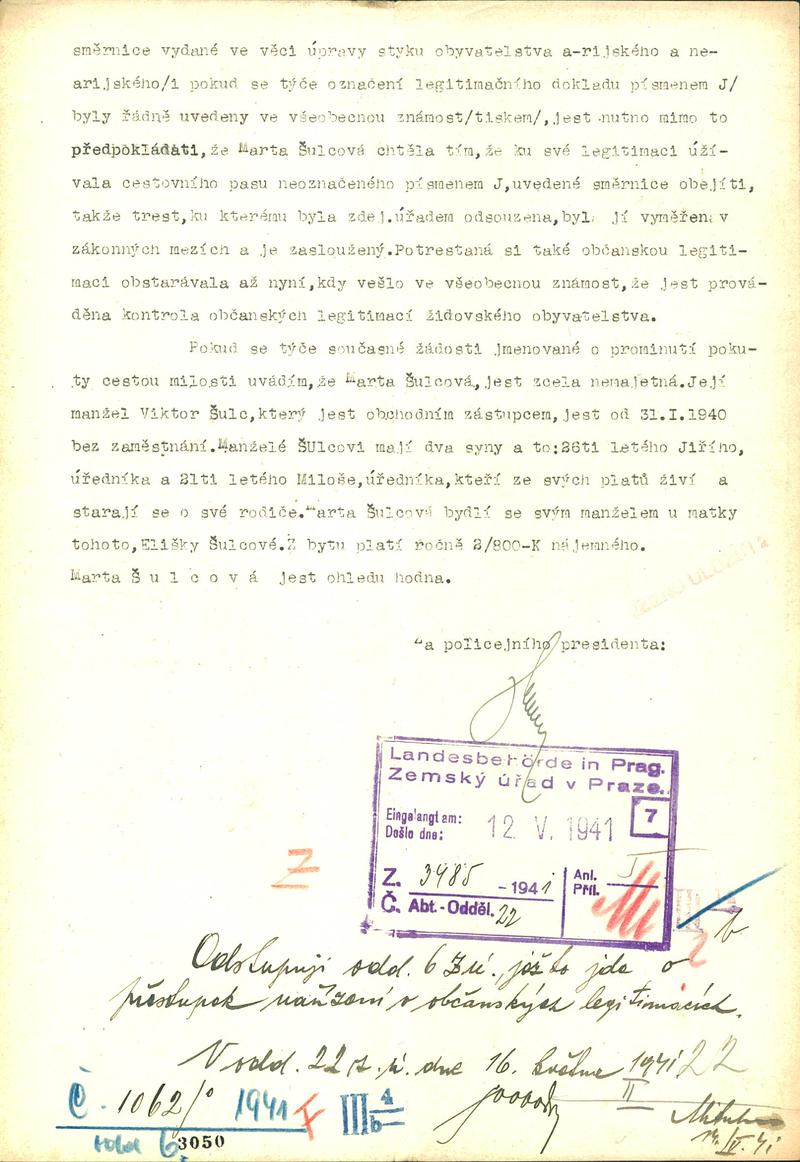 směrnice vydané ve věci úpravy styku obyvatelstva a-rijského a ne-
arijského/i pokud se týče označení legitimačního dokladu písmenem J/
byly řádně uvedeny ve všeobecnou známost/tiskem/,jest nutno mimo to
předpokládati,že Marta Šulcová chtěla tím,že ku své legitimaci úží-
vala cestovního pasu neoznačeného písmenem J,uvedené směrnice obejíti,
takže trest,ku kterému byla zdej.úřadem odsouzena,byl jí vyměřen v
zákonných mezích a je zasloužený.Potrestaná si také občanskou legiti-
maci obstarávala až nyní,kdy vešlo ve všeobecnou známost,že jest prová-
děna kontrola občanských legitimací židovského obyvatelstva.
Pokud se týče současné žádosti jmenované o prominutí poku-
ty cestou milosti uvádím,že Marta Šulcová,jest zcela nemajetná.Její
manžel Viktor Šulc,který jest obchodním zástupcem,jest od 31.I.1940
bez zaměstnání.Manželé ŠUlcovi mají dva syny a to:26ti letého Jiřího,
úředníka a 21ti letého Miloše,úředníka,kteří ze svých platů živí a
starají se o své rodiče.Marta Šulcová bydlí se svým manželem u matky
tohoto,Elišky Šulcové.Z bytu platí ročně 2/800-K nájemného.
Marta Š u l c o v á jest ohledu hodna.
Za policejního presidenta:
Landesbehörde in Prag.
Zemský úřad v Praze.
Eingelangt am:
Došlo dne:
12. V. 1941
7
Z. 3485 - 1941
Č. Abt.-Odděl. 22
Anl.
Příl.
Z
Odstupuji odd. 6 z.ú., ježto jde o
přestupek nařízení o občanských legitimacích.
V odd. 22 z. ú. dne 16. května 1941
22
II
Č. 1062/ 1941
III 4 b
odd 6.
3050